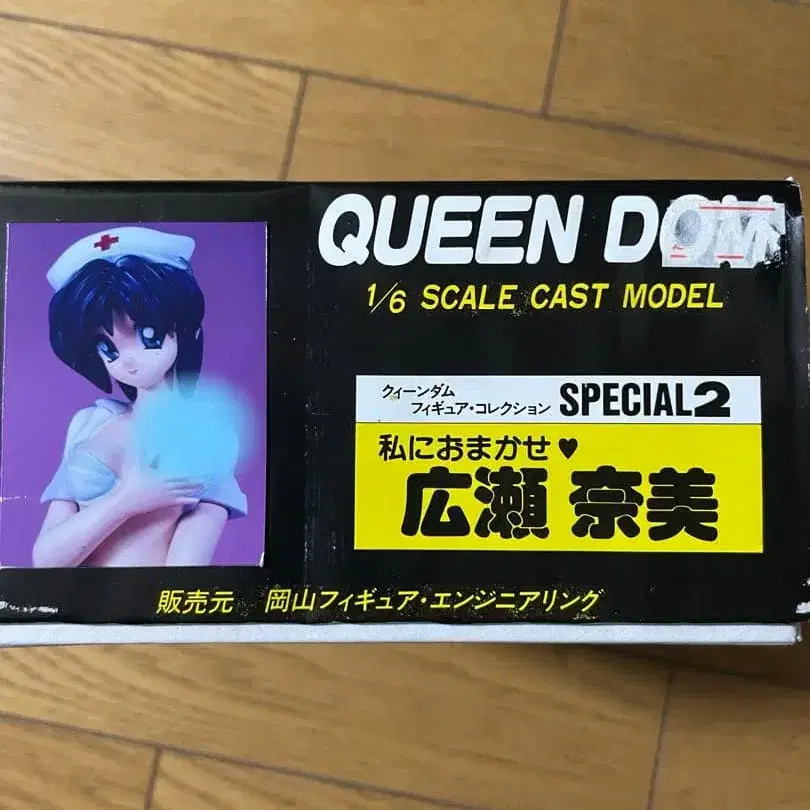 QUEEN DOM
1/6 SCALE CAST MODEL
クィーンダム
フィギュア・コレクション SPECIAL2
私におまかせ♥
広瀬 奈美
販売元 岡山フィギュア・エンジニアリング